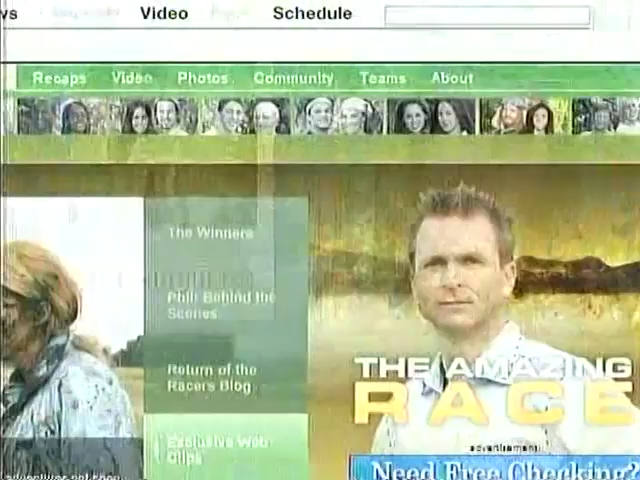 Video
Schedule
Recaps Video Photos Community Teams About
The Winners
Phil: Behind the
Scenes
Return of the
Racers Blog
Exclusive Web
Clips
THE AMAZING
RACE
advertisement
Need Free Checking?